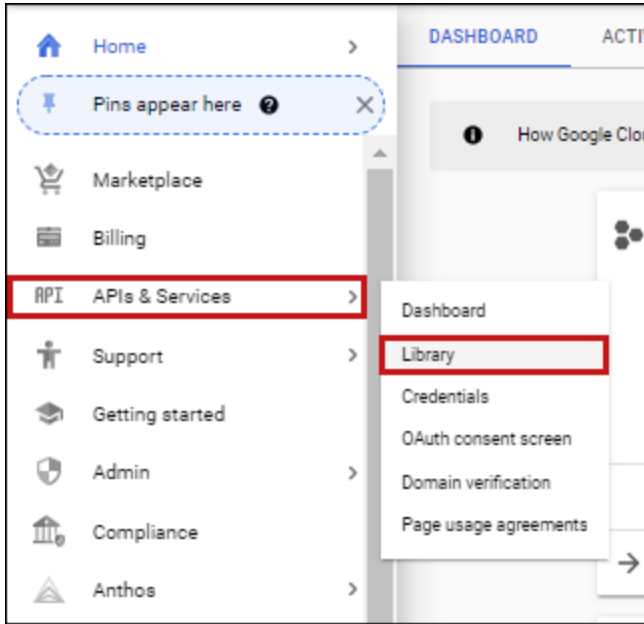 Home
DASHBOARD
ACTI
Pins appear here
How Google Clo
Marketplace
Billing
API APIs & Services
Dashboard
Library
Support
Credentials
Getting started
OAuth consent screen
Admin
Domain verification
Compliance
Page usage agreements
Anthos